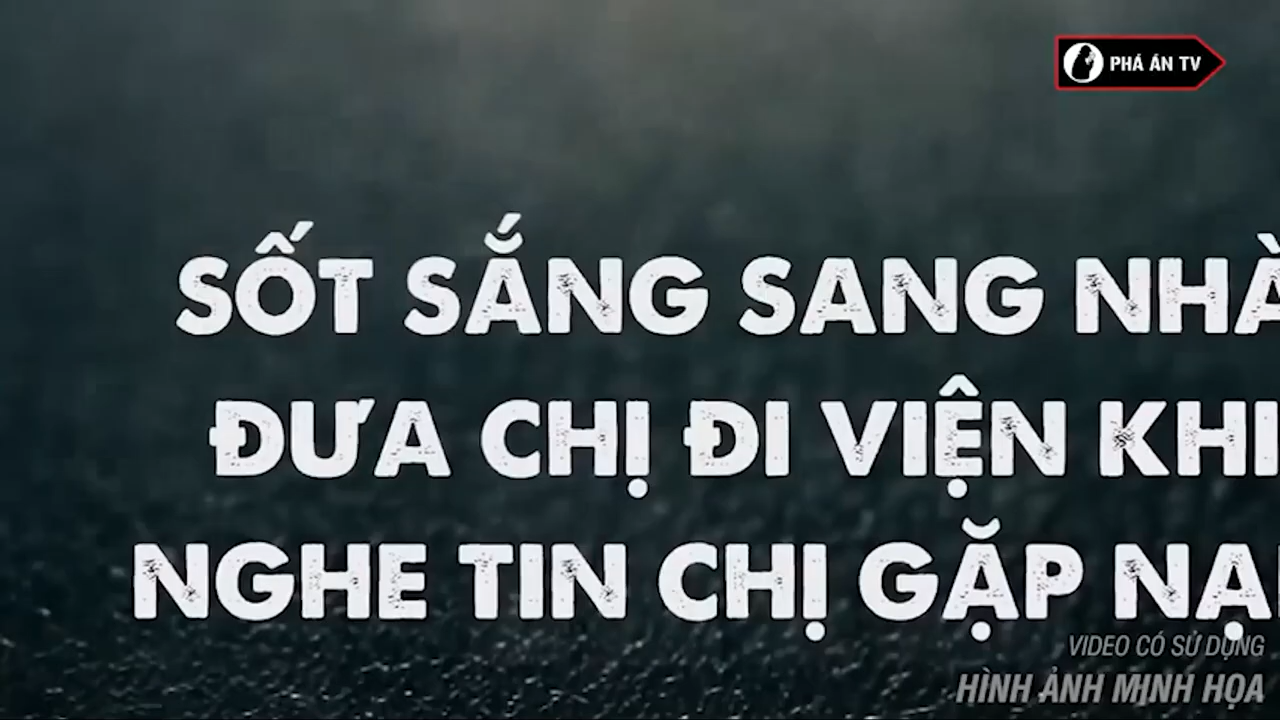 PHÁ ÁN TV
SỐT SẮNG SANG NHÀ
ĐƯA CHỊ ĐI VIỆN KHI
NGHE TIN CHỊ GẶP
VIDEO CÓ SỬ DỤNG
HÌNH ẢNH MINH HỌA